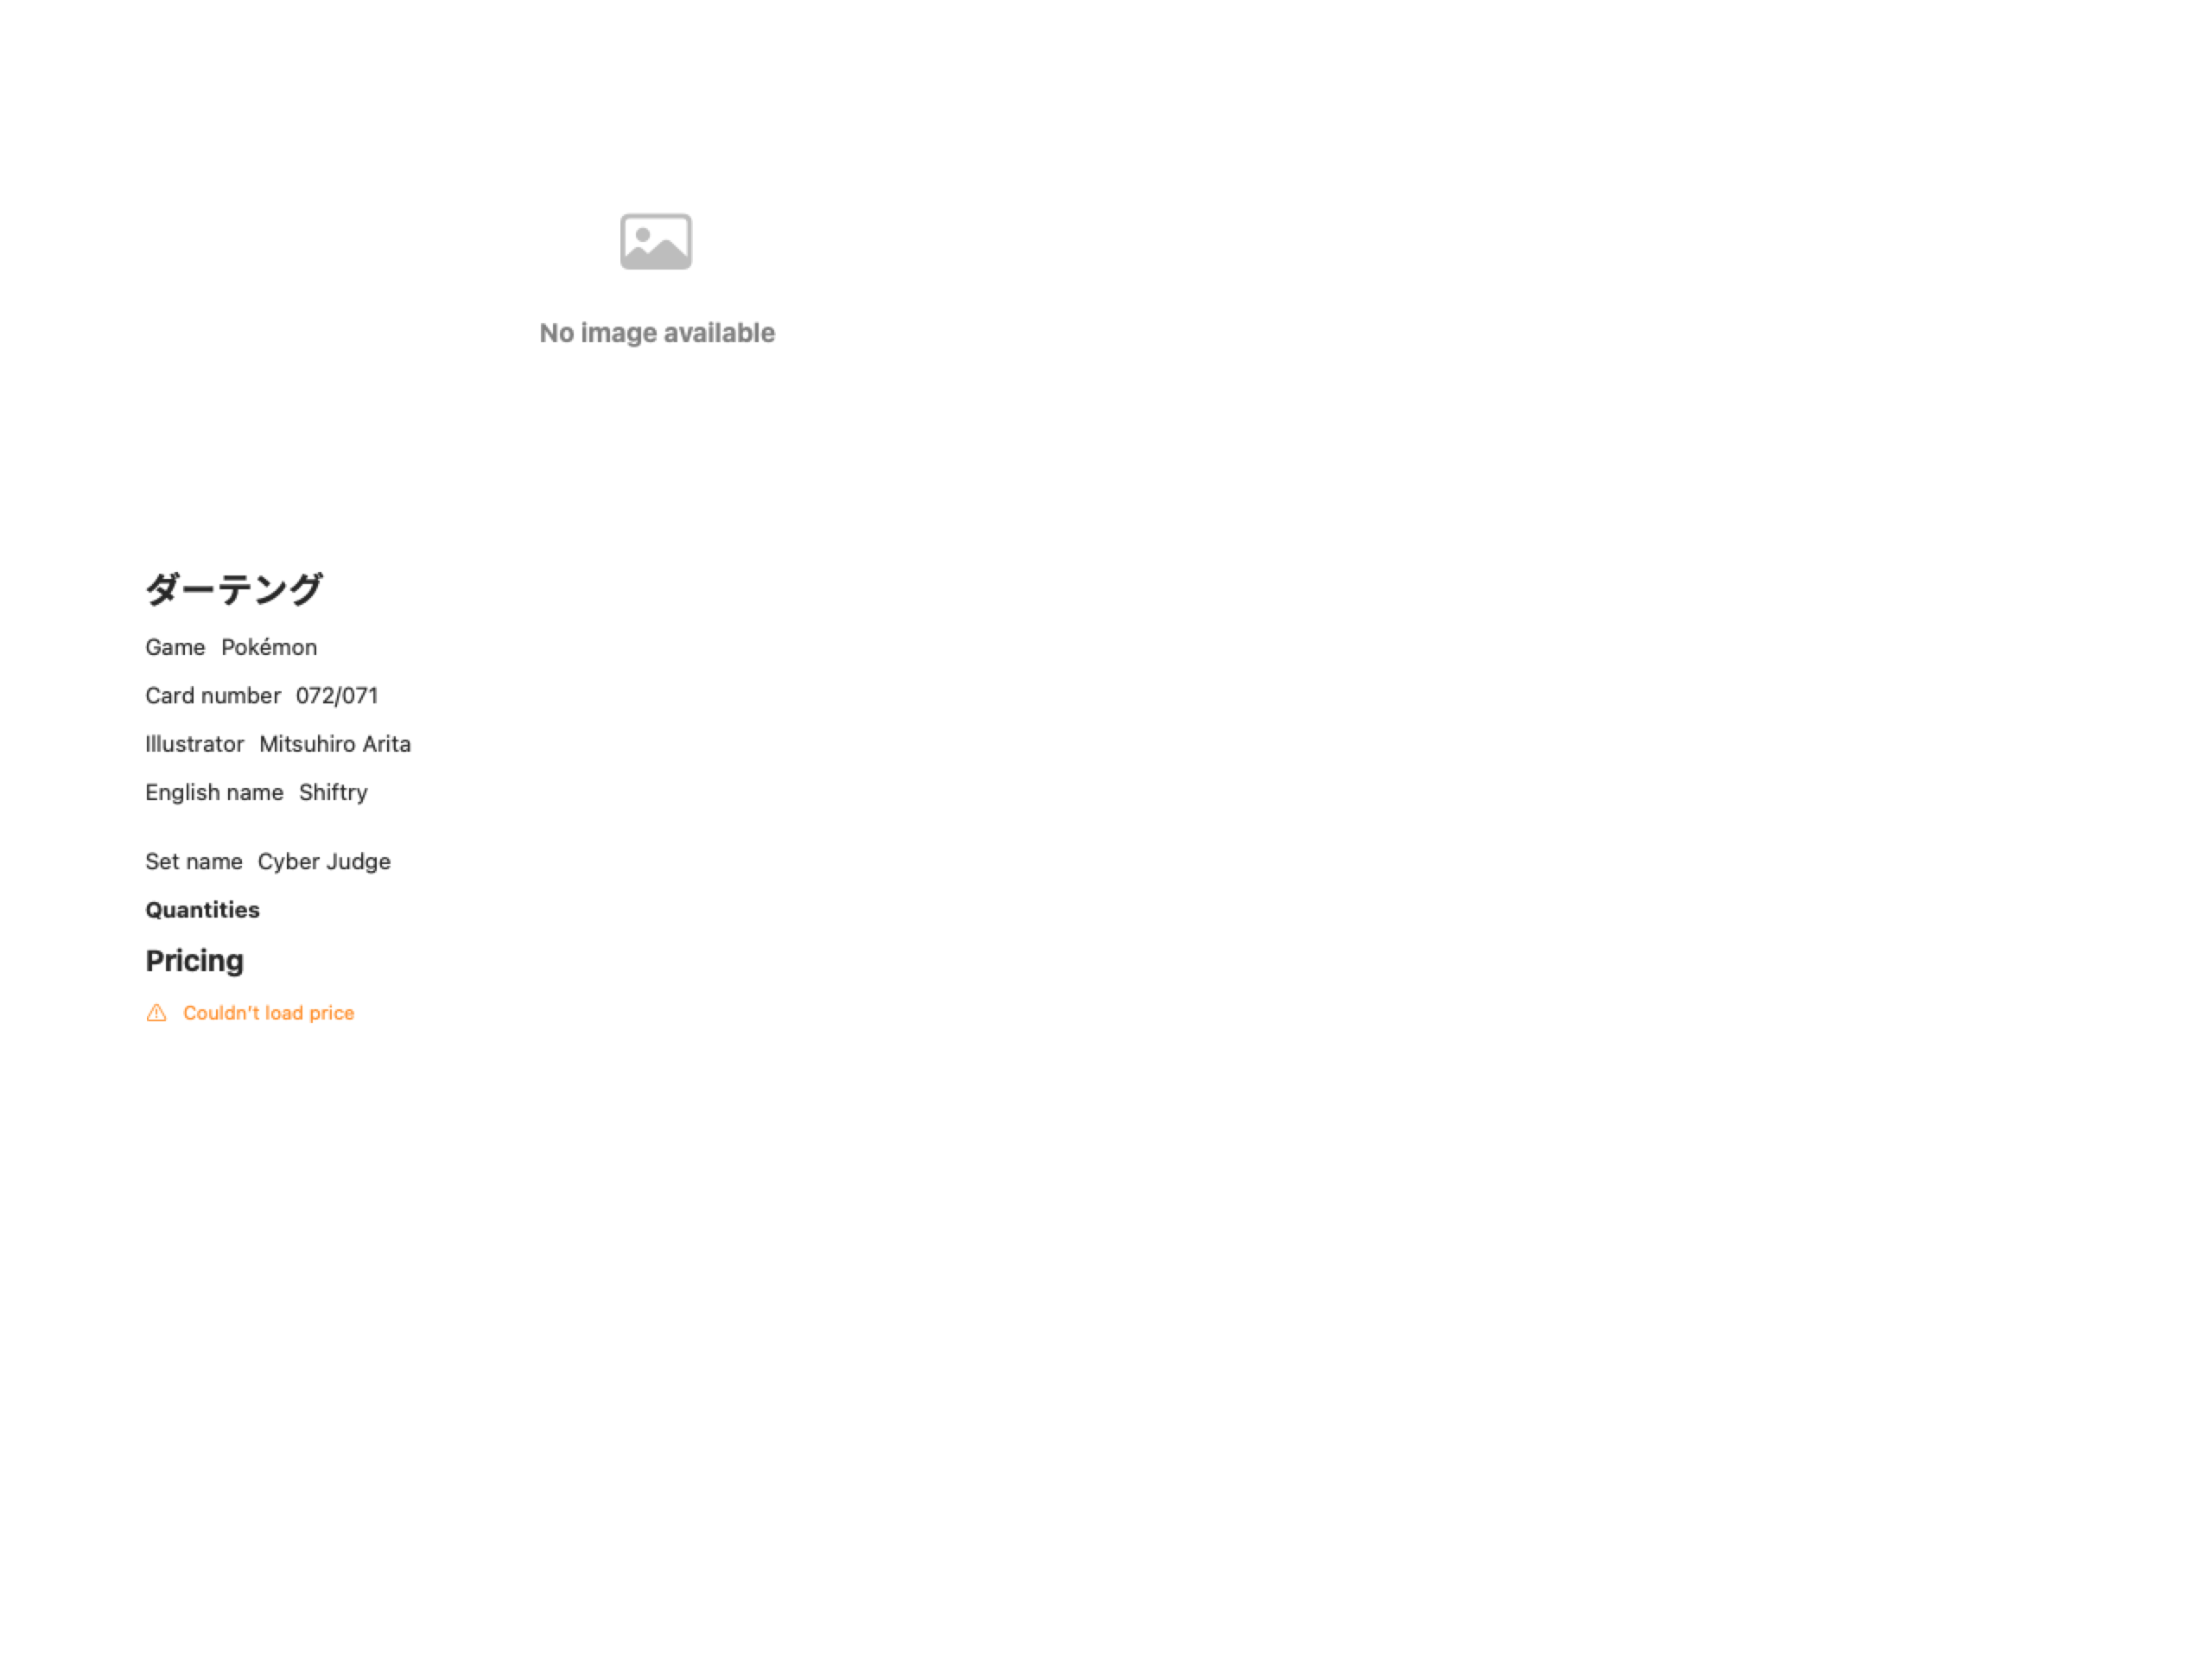 No image available
ダーテング
Game Pokémon
Card number 072/071
Illustrator Mitsuhiro Arita
English name Shiftry
Set name Cyber Judge
Quantities
Pricing
Couldn't load price